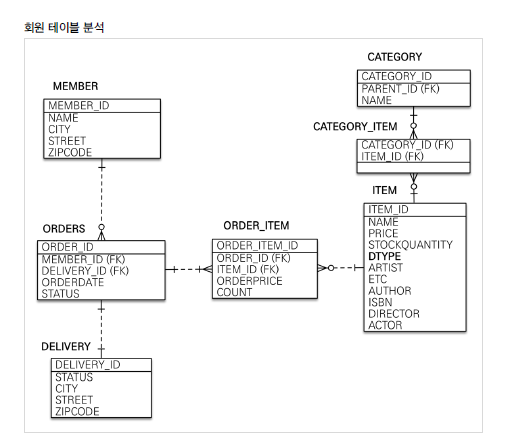 회원 테이블 분석
MEMBER
MEMBER_ID
NAME
CITY
STREET
ZIPCODE
ORDERS
ORDER_ID
MEMBER_ID (FK)
DELIVERY_ID (FK)
ORDERDATE
STATUS
DELIVERY
DELIVERY_ID
STATUS
CITY
STREET
ZIPCODE
ORDER_ITEM
ORDER_ITEM_ID
ORDER_ID (FK)
ITEM_ID (FK)
ORDERPRICE
COUNT
CATEGORY
CATEGORY_ID
PARENT_ID (FK)
NAME
CATEGORY_ITEM
CATEGORY_ID (FK)
ITEM_ID (FK)
ITEM
ITEM_ID
NAME
PRICE
STOCKQUANTITY
DTYPE
ARTIST
ETC
AUTHOR
ISBN
DIRECTOR
ACTOR